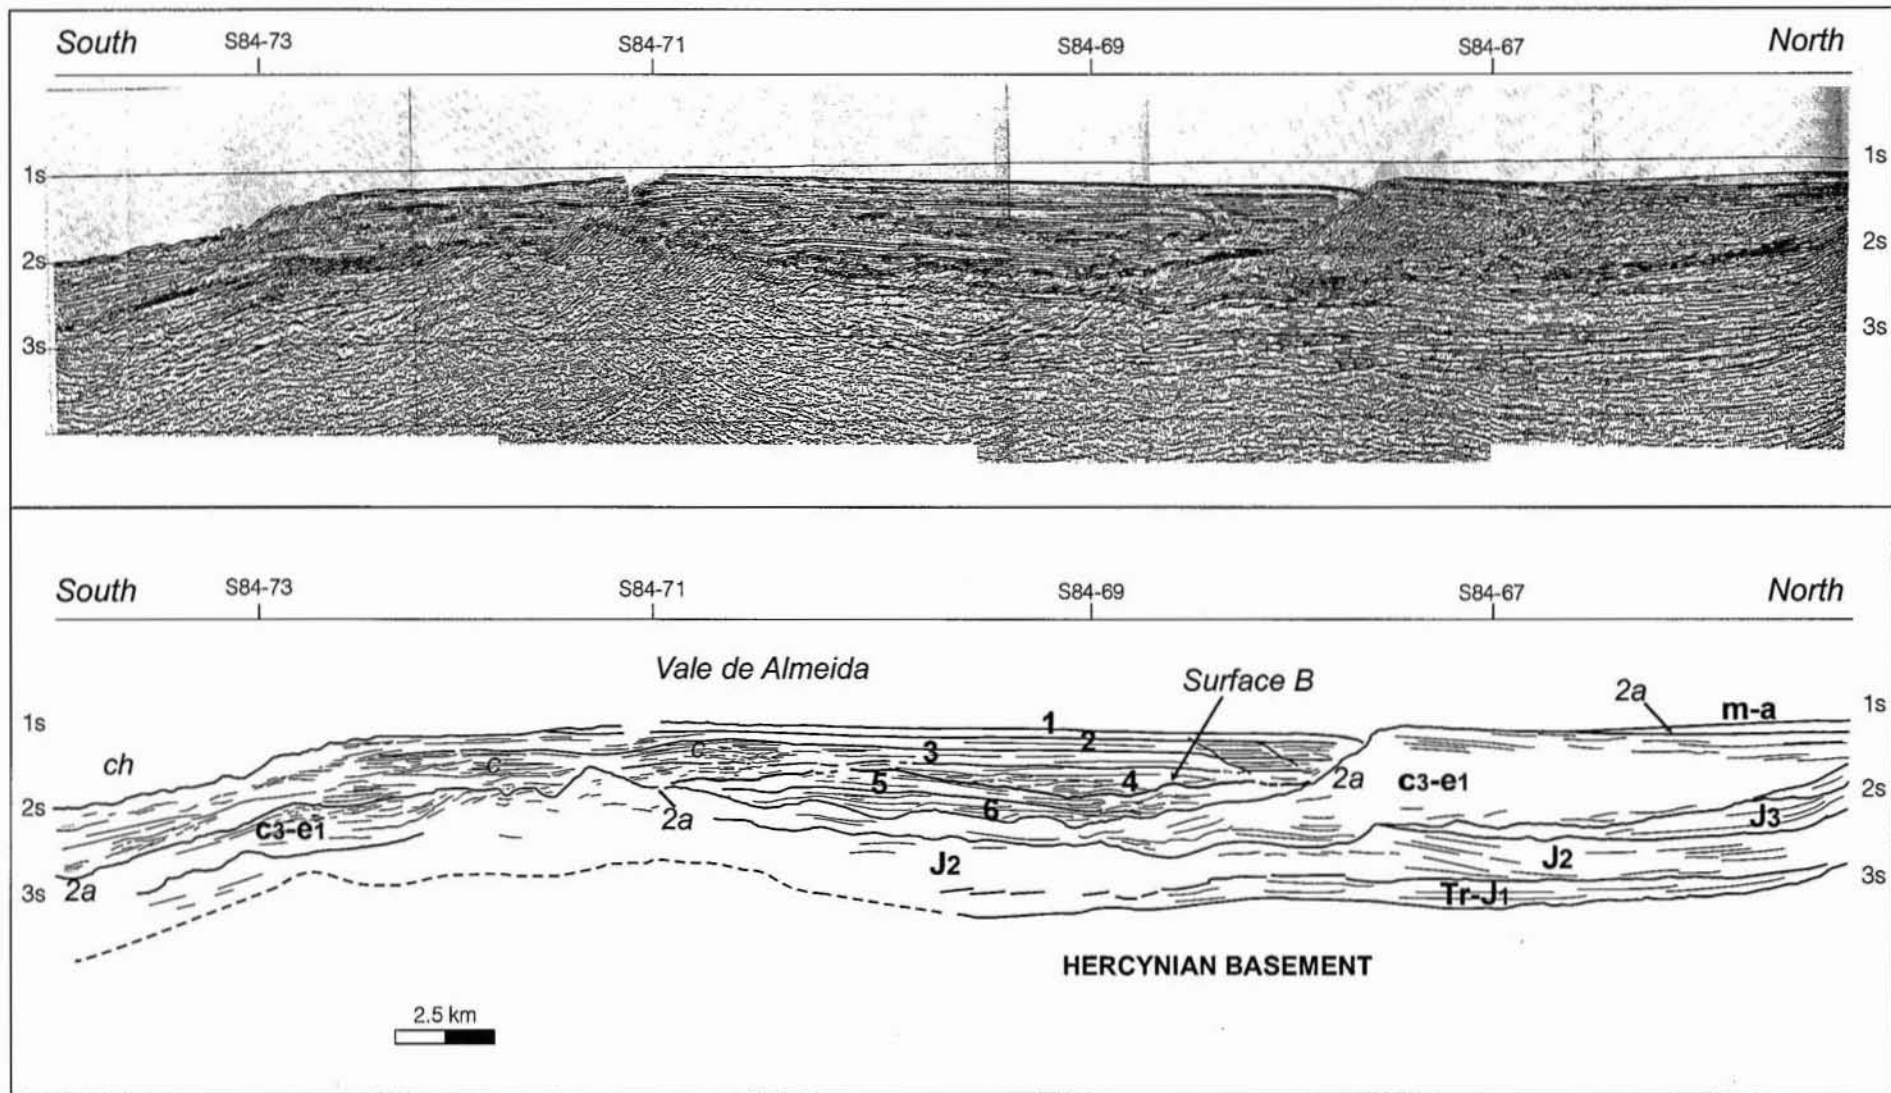 South S84-73 S84-71 S84-69 S84-67 North
1s 1s
2s 2s
3s 3s
South S84-73 S84-71 S84-69 S84-67 North
Vale de Almeida Surface B 2a
1s 1 m-a 1s
ch c c 3 2
5 4 2a c3-e1
2s c3-e1 2a 6 J3 2s
J2 J2
2a 3s Tr-J1 3s
HERCYNIAN BASEMENT
2.5 km